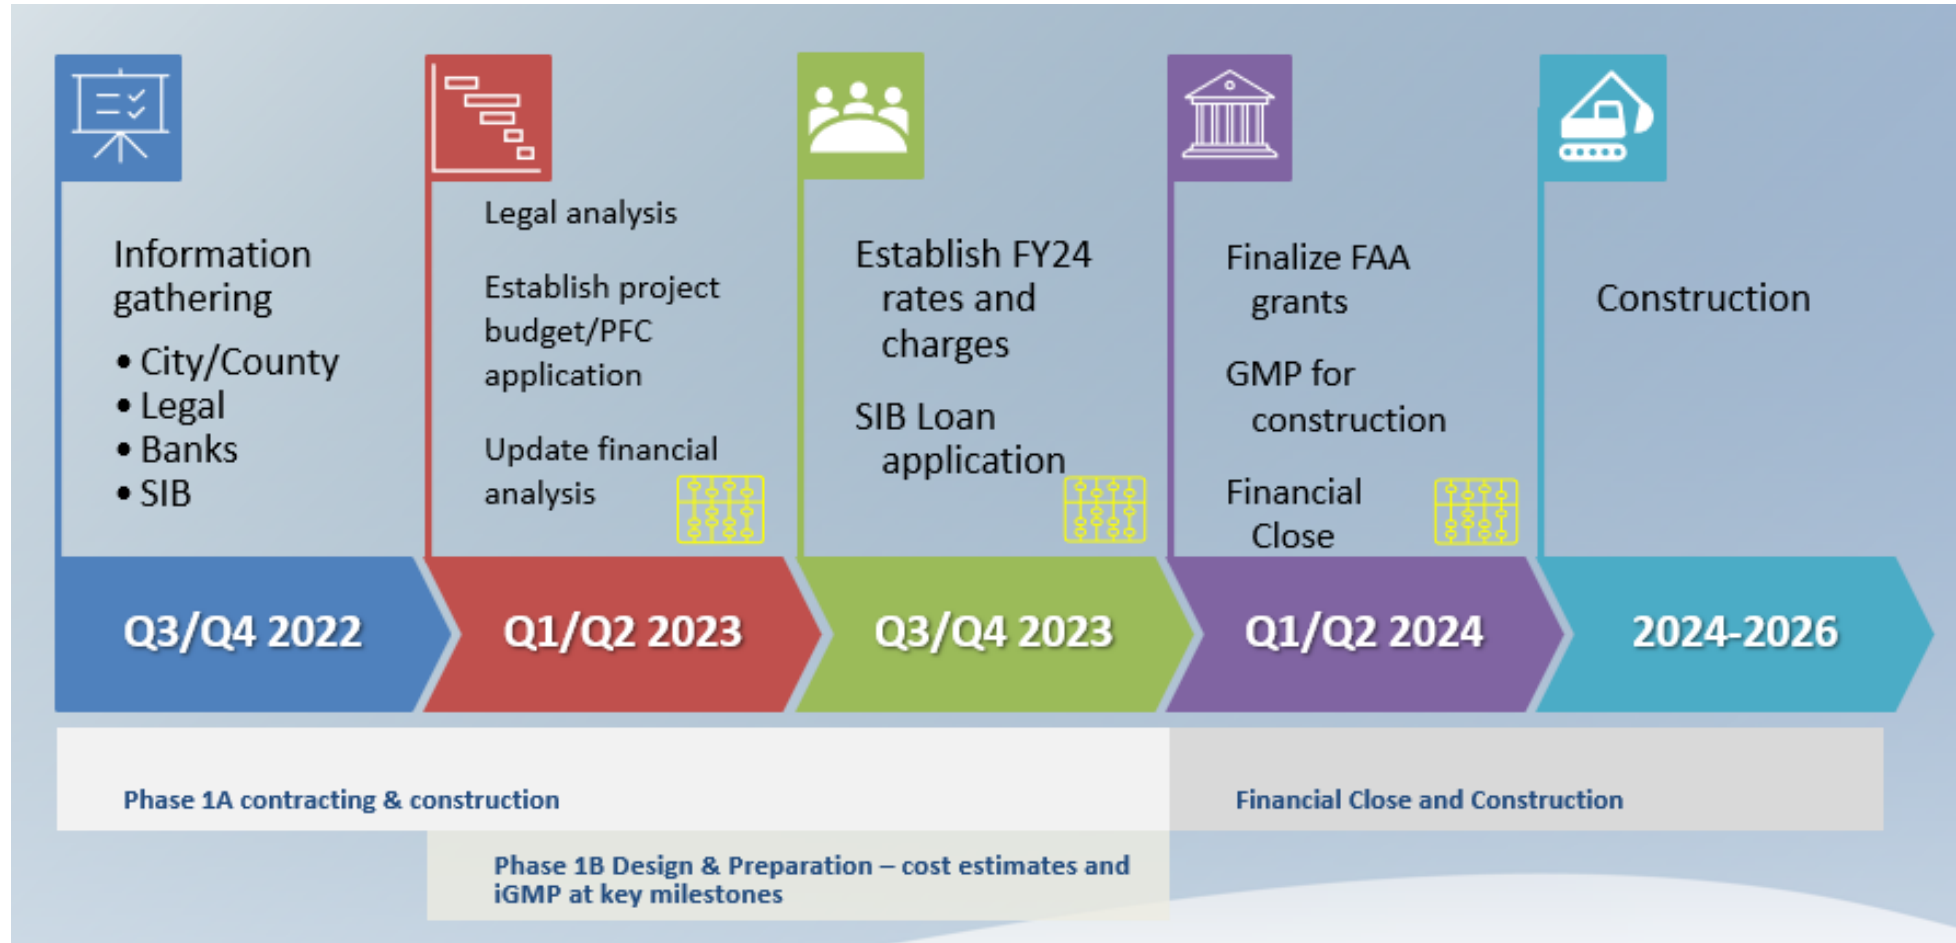 Information
gathering
• City/County
• Legal
• Banks
• SIB
Legal analysis
Establish project
budget/PFC
application
Update financial
analysis
Establish FY24
rates and
charges
SIB Loan
application
Finalize FAA
grants
GMP for
construction
Financial
Close
Construction
Q3/Q4 2022
Q1/Q2 2023
Q3/Q4 2023
Q1/Q2 2024
2024-2026
Phase 1A contracting & construction
Financial Close and Construction
Phase 1B Design & Preparation – cost estimates and
iGMP at key milestones